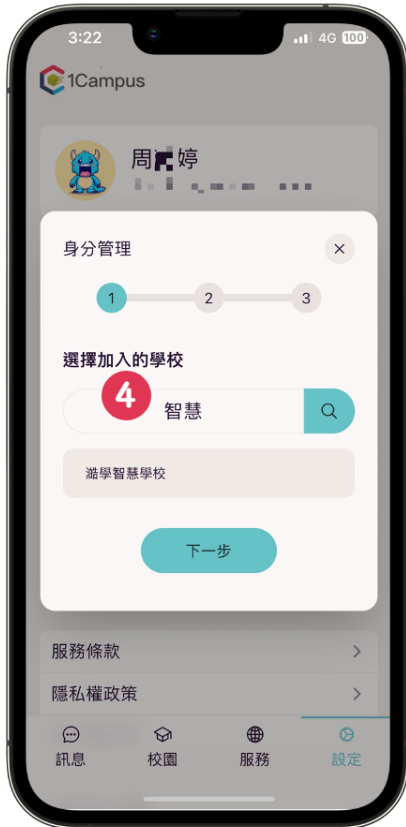 3:22 4G 100
1Campus
身分管理
1 2 3
選擇加入的學校
4
智慧
澔學智慧學校
下一步
服務條款
隱私權政策
訊息 校園 服務 設定